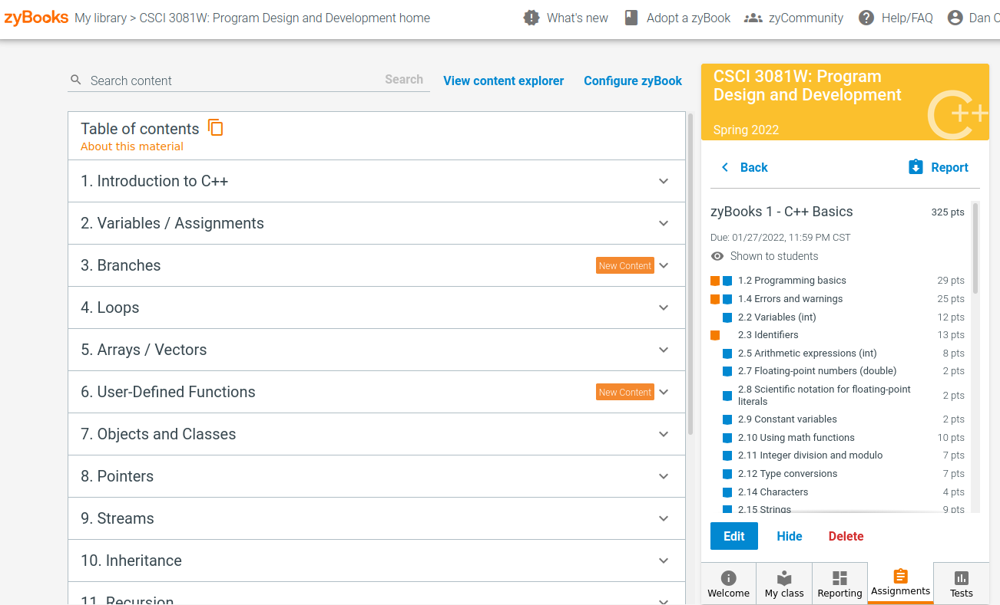 zyBooks My library > CSCI 3081W: Program Design and Development home
What's new
Adopt a zyBook
zyCommunity
Help/FAQ
Dan
Search content
Search
View content explorer
Configure zyBook
Table of contents
About this material
1. Introduction to C++
2. Variables / Assignments
3. Branches
New Content
4. Loops
5. Arrays / Vectors
6. User-Defined Functions
New Content
7. Objects and Classes
8. Pointers
9. Streams
10. Inheritance
11. Recursion
CSCI 3081W: Program
Design and Development
Spring 2022
C++
Back
Report
zyBooks 1 - C++ Basics 325 pts
Due: 01/27/2022, 11:59 PM CST
Shown to students
1.2 Programming basics 29 pts
1.4 Errors and warnings 25 pts
2.2 Variables (int) 12 pts
2.3 Identifiers 13 pts
2.5 Arithmetic expressions (int) 8 pts
2.7 Floating-point numbers (double) 2 pts
2.8 Scientific notation for floating-point
literals 2 pts
2.9 Constant variables 2 pts
2.10 Using math functions 10 pts
2.11 Integer division and modulo 7 pts
2.12 Type conversions 7 pts
2.14 Characters 4 pts
2.15 Strings 9 pts
Edit
Hide
Delete
Welcome
My class
Reporting
Assignments
Tests